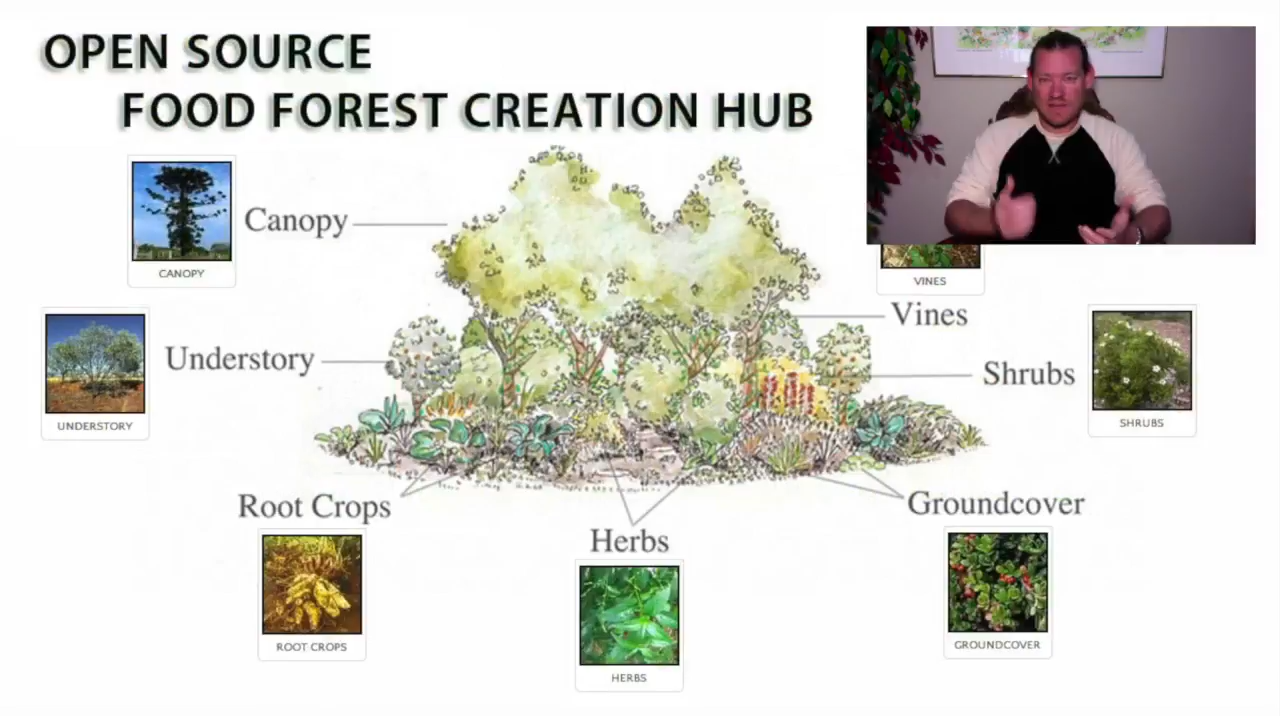 OPEN SOURCE
FOOD FOREST CREATION HUB
CANOPY
Canopy
VINES
Vines
UNDERSTORY
Understory
Shrubs
SHRUBS
Root Crops
ROOT CROPS
Herbs
HERBS
Groundcover
GROUNDCOVER